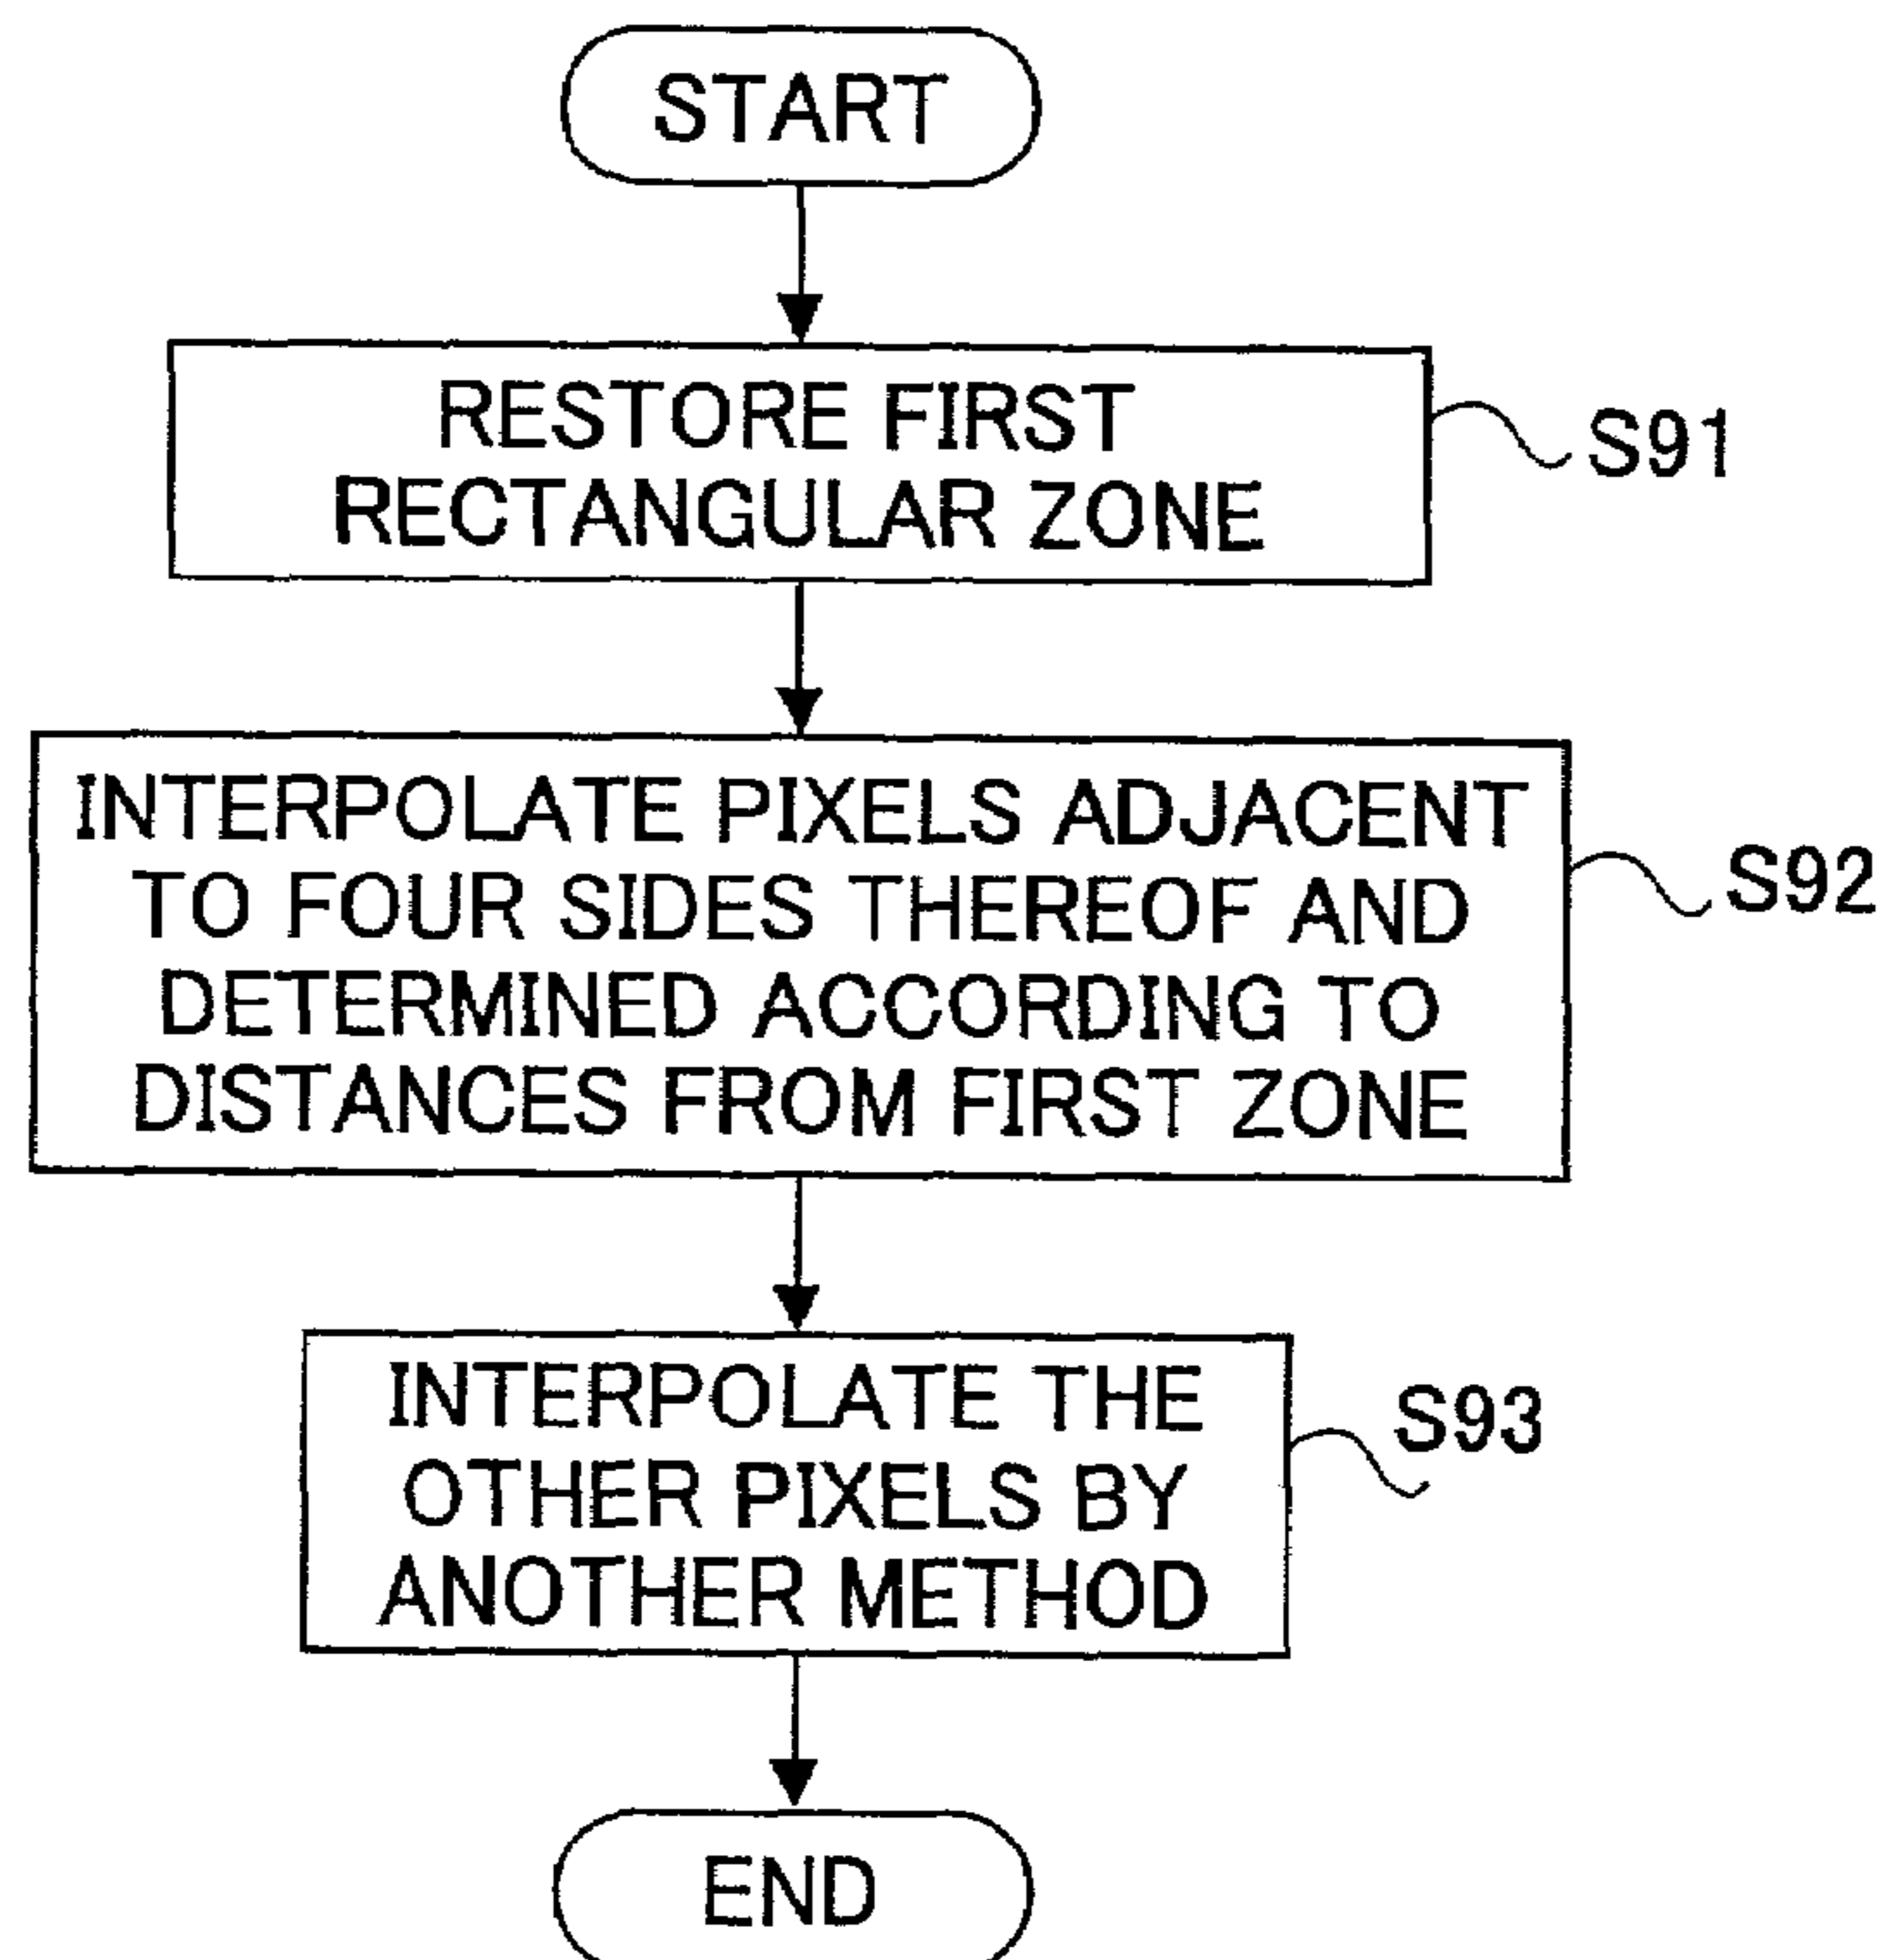 START
RESTORE FIRST
RECTANGULAR ZONE
S91
INTERPOLATE PIXELS ADJACENT
TO FOUR SIDES THEREOF AND
DETERMINED ACCORDING TO
DISTANCES FROM FIRST ZONE
S92
INTERPOLATE THE
OTHER PIXELS BY
ANOTHER METHOD
S93
END